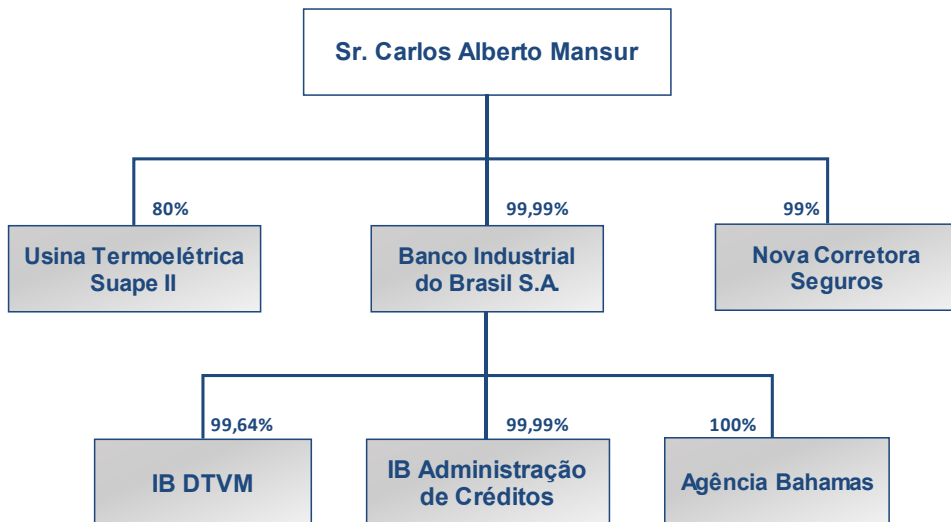 Sr. Carlos Alberto Mansur
80%
99,99%
99%
Usina Termoelétrica
Suape II
Banco Industrial
do Brasil S.A.
Nova Corretora
Seguros
99,64%
99,99%
100%
IB DTVM
IB Administração
de Créditos
Agência Bahamas